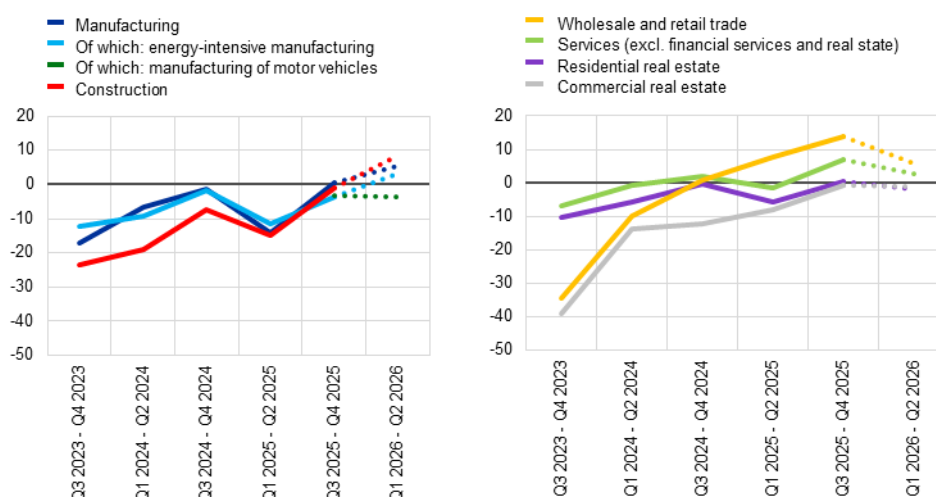 Manufacturing
Of which: energy-intensive manufacturing
Of which: manufacturing of motor vehicles
Construction
20
10
0
-10
-20
-30
-40
-50
Q3 2023 - Q4 2023
Q1 2024 - Q2 2024
Q3 2024 - Q4 2024
Q1 2025 - Q2 2025
Q3 2025 - Q4 2025
Q1 2026 - Q2 2026
Wholesale and retail trade
Services (excl. financial services and real state)
Residential real estate
Commercial real estate
20
10
0
-10
-20
-30
-40
-50
Q3 2023 - Q4 2023
Q1 2024 - Q2 2024
Q3 2024 - Q4 2024
Q1 2025 - Q2 2025
Q3 2025 - Q4 2025
Q1 2026 - Q2 2026